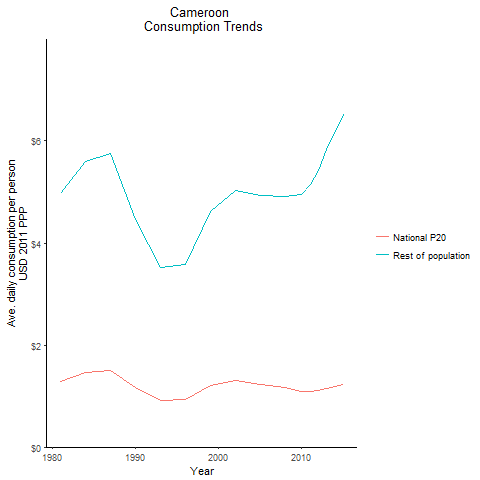 Cameroon
Consumption Trends
Ave. daily consumption per person
USD 2011 PPP
$6
$4
$2
$0
1980
1990
2000
2010
Year
National P20
Rest of population